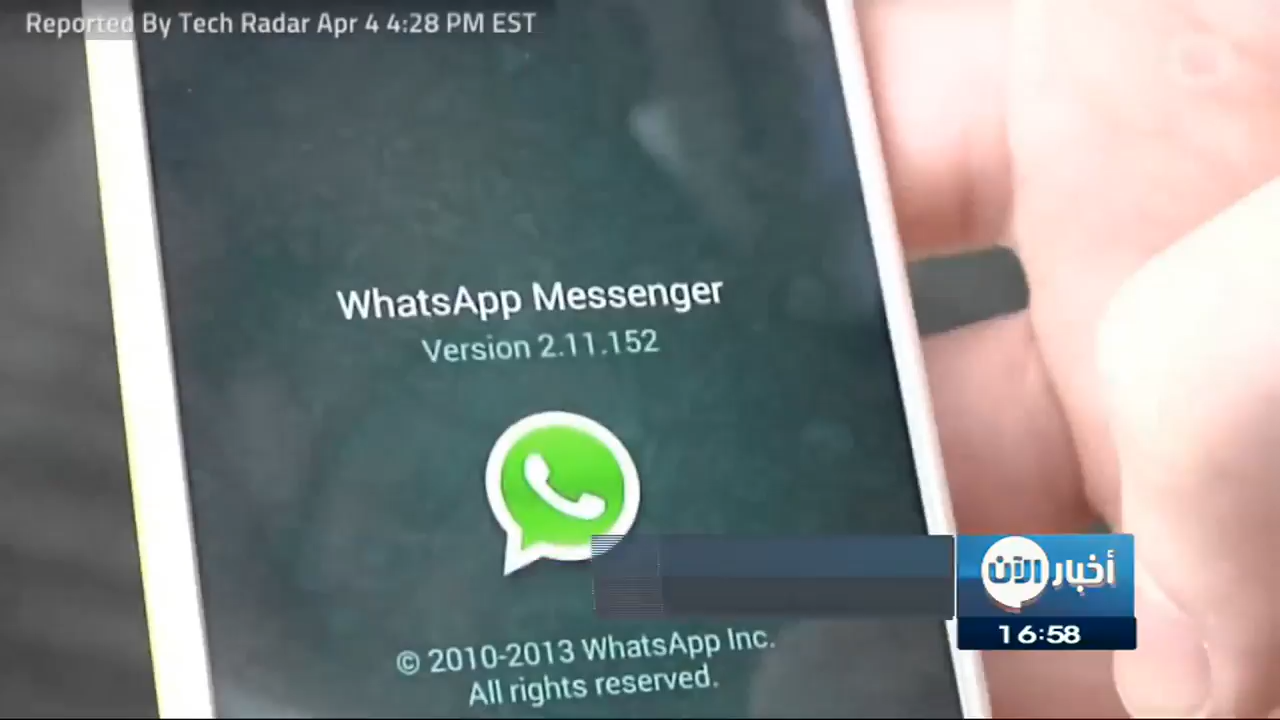 Reported By Tech Radar Apr 4 4:28 PM EST
WhatsApp Messenger
Version 2.11.152
© 2010-2013 WhatsApp Inc.
All rights reserved.
أخبار الآن
16:58